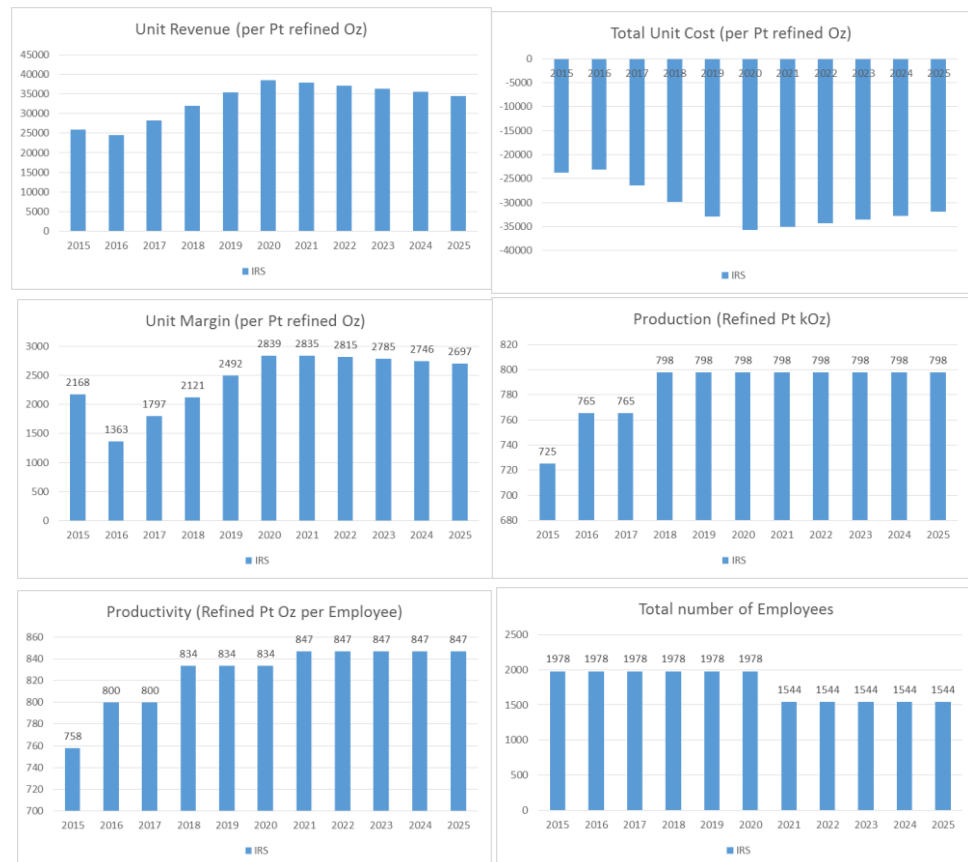 Unit Revenue (per Pt refined Oz)
45000
40000
35000
30000
25000
20000
15000
10000
5000
0
2015 2016 2017 2018 2019 2020 2021 2022 2023 2024 2025
IRS
Total Unit Cost (per Pt refined Oz)
0
2015 2016 2017 2018 2019 2020 2021 2022 2023 2024 2025
-5000
-10000
-15000
-20000
-25000
-30000
-35000
-40000
IRS
Unit Margin (per Pt refined Oz)
3000
2500
2000
1500
1000
500
0
2168 1363 1797 2121 2492 2839 2835 2815 2785 2746 2697
2015 2016 2017 2018 2019 2020 2021 2022 2023 2024 2025
IRS
Production (Refined Pt kOz)
820
800
780
760
740
720
700
680
725 765 765 798 798 798 798 798 798 798 798
2015 2016 2017 2018 2019 2020 2021 2022 2023 2024 2025
IRS
Productivity (Refined Pt Oz per Employee)
860
840
820
800
780
760
740
720
700
758 800 800 834 834 834 847 847 847 847 847
2015 2016 2017 2018 2019 2020 2021 2022 2023 2024 2025
IRS
Total number of Employees
2500
2000
1500
1000
500
0
1978 1978 1978 1978 1978 1978 1544 1544 1544 1544 1544
2015 2016 2017 2018 2019 2020 2021 2022 2023 2024 2025
IRS